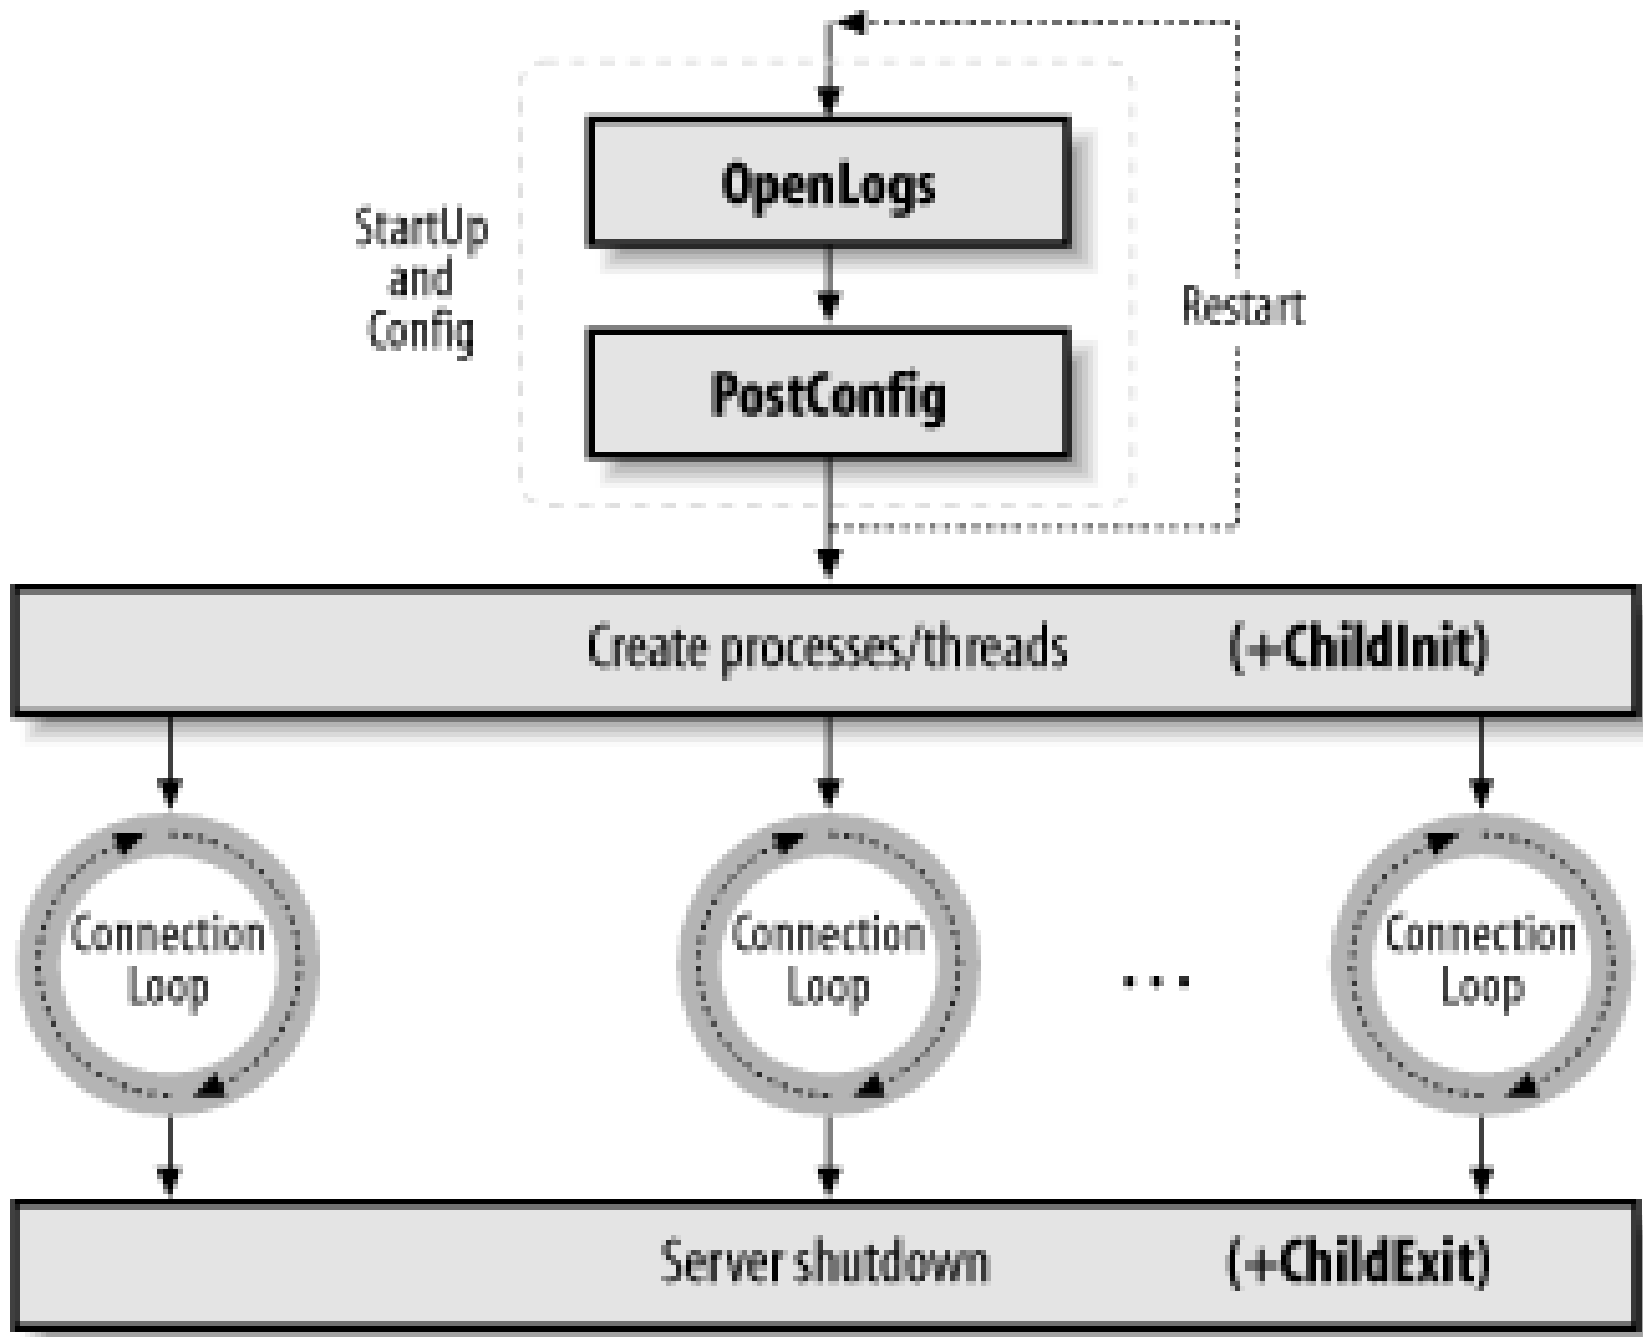 OpenLogs
StartUp
and
Config
Restart
PostConfig
Create processes/threads (+ChildInit)
Connection
Loop
Connection
Loop
...
Connection
Loop
Server shutdown (+ChildExit)